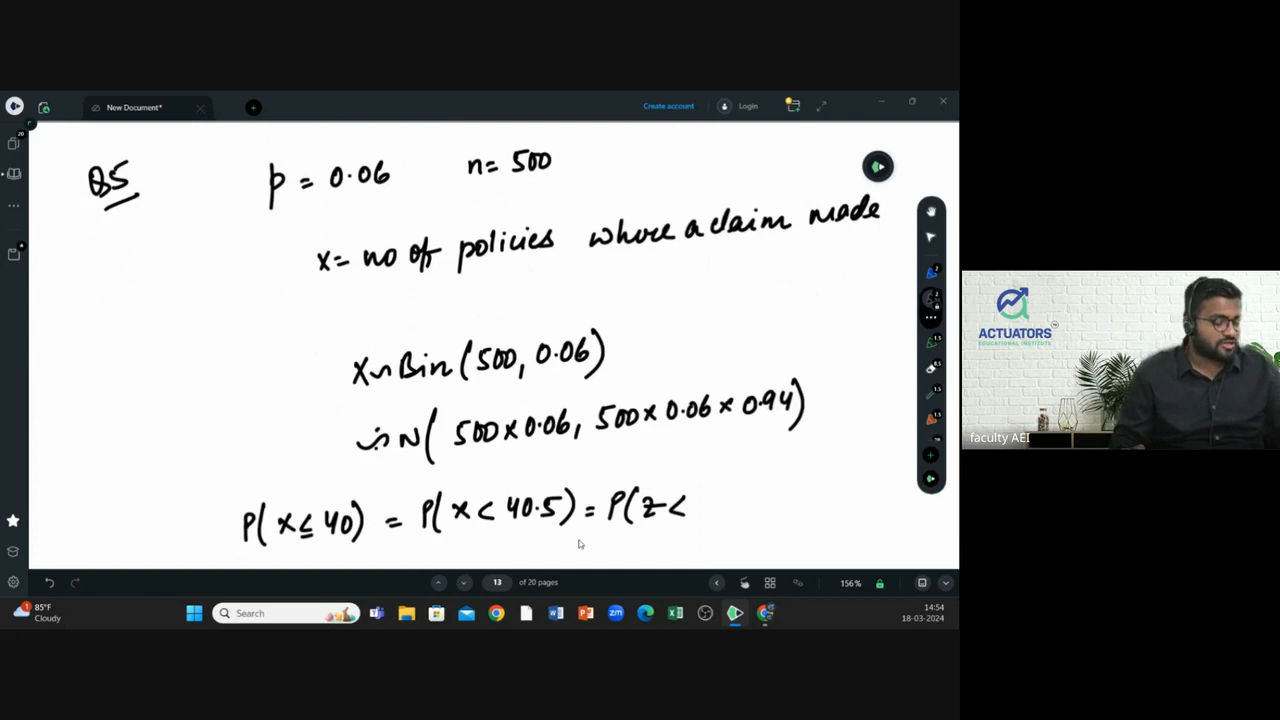 New Document*
Create account
Login
Q5
p = 0.06 n = 500
x = no of policies where a claim made
X ~ Bin (500, 0.06)
~ N( 500 x 0.06, 500 x 0.06 x 0.94)
P( x ≤ 40) = P( x < 40.5) = P( z <
ACTUATORS
EDUCATIONAL INSTITUTE
faculty AEI
13 of 20 pages
156%
85°F
Cloudy
Search
14:54
18-03-2024